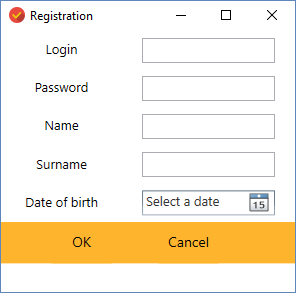 Registration
Login
Password
Name
Surname
Date of birth Select a date 15
OK Cancel